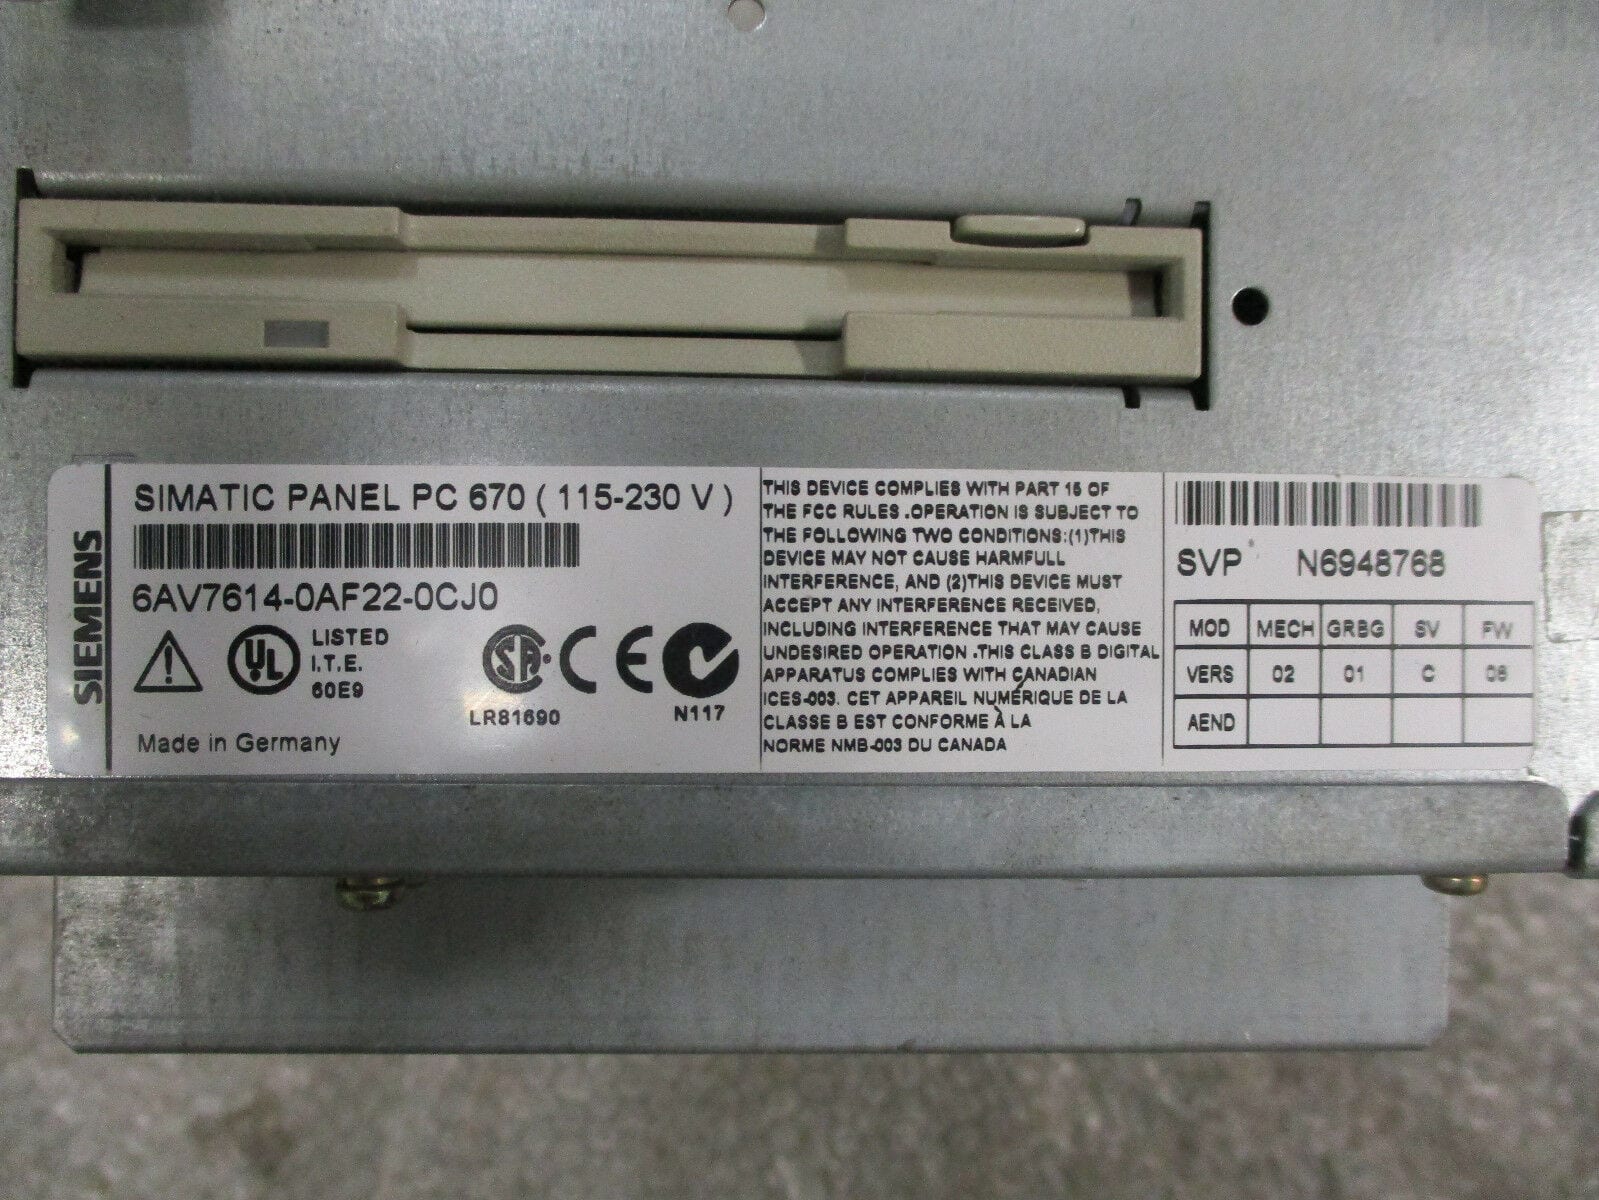 SIEMENS
SIMATIC PANEL PC 670 ( 115-230 V )
6AV7614-0AF22-0CJ0
UL
LISTED
I.T.E.
60E9
SA
LR81690
CE
N117
Made in Germany
THIS DEVICE COMPLIES WITH PART 15 OF
THE FCC RULES .OPERATION IS SUBJECT TO
THE FOLLOWING TWO CONDITIONS:(1)THIS
DEVICE MAY NOT CAUSE HARMFULL
INTERFERENCE, AND (2)THIS DEVICE MUST
ACCEPT ANY INTERFERENCE RECEIVED,
INCLUDING INTERFERENCE THAT MAY CAUSE
UNDESIRED OPERATION .THIS CLASS B DIGITAL
APPARATUS COMPLIES WITH CANADIAN
ICES-003. CET APPAREIL NUMÉRIQUE DE LA
CLASSE B EST CONFORME À LA
NORME NMB-003 DU CANADA
SVP N6948768
MOD MECH GRBG SV FW
VERS 02 01 C 06
AEND